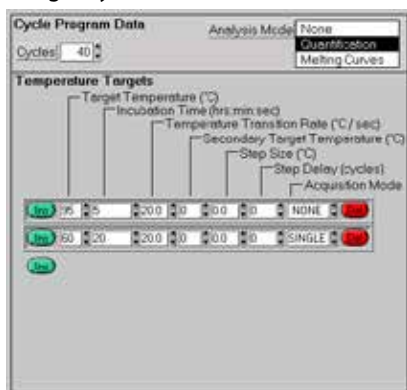 Cycle Program Data
Analysis Mode
None
Quantification
Melting Curves
Cycles 40
Temperature Targets
Target Temperature (°C)
Incubation Time (hrs:min:sec)
Temperature Transition Rate (°C/ sec)
Secondary Target Temperature (°C)
Step Size (°C)
Step Delay (cycles)
Acquisition Mode
Ins 95 5 20.0 0 0.0 0 NONE Del
Ins 60 20 20.0 0 0.0 0 SINGLE Del
Ins